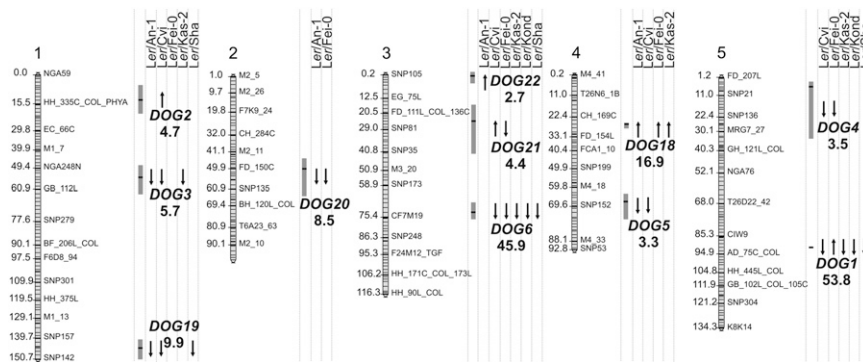 Ler/An-1
Ler/Cvi
Ler/Fei-0
Ler/Kas-2
Ler/Sha
1
0.0 NGA59
15.5 HH_335C_COL_PHYA
29.8 EC_66C
39.9 M1_7
49.4 NGA248N
60.9 GB_112L
77.6 SNP279
90.1 BF_206L_COL
97.5 F6D8_94
109.9 SNP301
119.5 HH_375L
129.1 M1_13
139.7 SNP157
150.7 SNP142
DOG2
4.7
DOG3
5.7
DOG19
9.9
Ler/An-1
Ler/Fei-0
2
1.0 M2_5
9.7 M2_26
19.8 F7K9_24
32.0 CH_284C
41.1 M2_11
49.9 FD_150C
60.9 SNP135
69.4 BH_120L_COL
80.9 T6A23_63
90.1 M2_10
DOG20
8.5
Ler/An-1
Ler/Cvi
Ler/Fei-0
Ler/Kas-2
Ler/Kond
Ler/Sha
3
0.2 SNP105
12.5 EG_75L
20.5 FD_111L_COL_136C
29.0 SNP81
40.8 SNP35
50.9 M3_20
58.9 SNP173
75.4 CF7M19
86.3 SNP248
95.3 F24M12_TGF
106.2 HH_171C_COL_173L
116.3 HH_90L_COL
DOG22
2.7
DOG21
4.4
DOG6
45.9
Ler/An-1
Ler/Cvi
Ler/Fei-0
Ler/Kas-2
4
0.2 M4_41
11.0 T26N6_1B
22.4 CH_169C
33.1 FD_154L
40.4 FCA1_10
49.9 SNP199
59.8 M4_18
69.6 SNP152
88.1 M4_33
92.8 SNP53
DOG18
16.9
DOG5
3.3
Ler/An-1
Ler/Cvi
Ler/Fei-0
Ler/Kas-2
Ler/Kond
5
1.2 FD_207L
11.0 SNP21
22.4 SNP136
30.1 MRG7_27
40.3 GH_121L_COL
52.1 NGA76
68.0 T26D22_42
85.3 CIW9
94.9 AD_75C_COL
104.8 HH_445L_COL
111.9 GB_102L_COL_105C
121.2 SNP304
134.3 K8K14
DOG4
3.5
DOG1
53.8